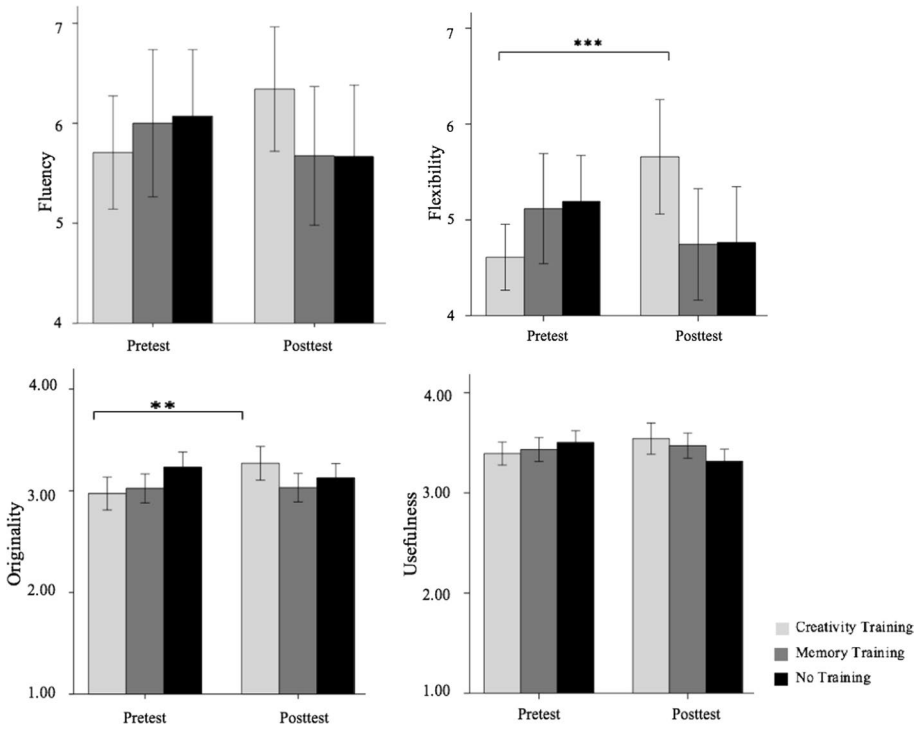 7
6
5
4
Fluency
Pretest
Posttest
7
6
5
4
Flexibility
***
Pretest
Posttest
4.00
3.00
2.00
1.00
Originality
**
Pretest
Posttest
4.00
3.00
2.00
1.00
Usefulness
Pretest
Posttest
Creativity Training
Memory Training
No Training